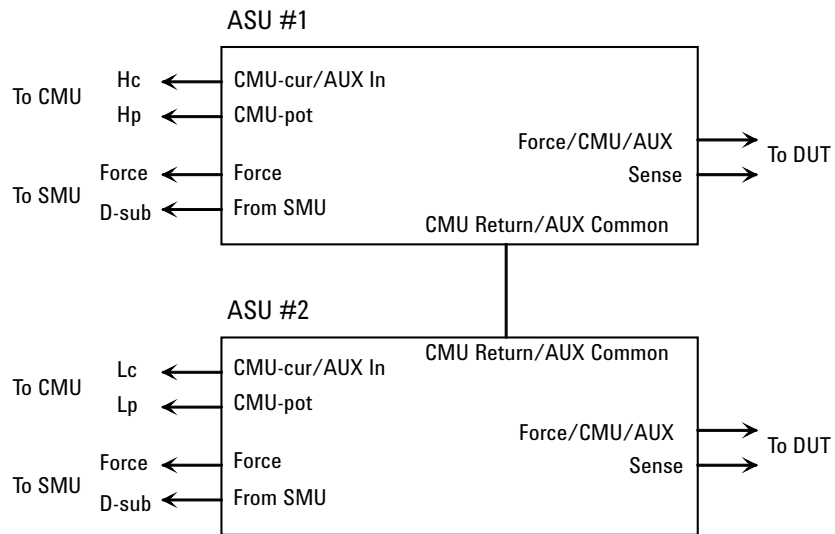 ASU #1
To CMU
Hc
CMU-cur/AUX In
Hp
CMU-pot
Force/CMU/AUX
To DUT
To SMU
Force
Force
Sense
D-sub
From SMU
CMU Return/AUX Common
ASU #2
CMU Return/AUX Common
To CMU
Lc
CMU-cur/AUX In
Lp
CMU-pot
Force/CMU/AUX
To DUT
To SMU
Force
Force
Sense
D-sub
From SMU